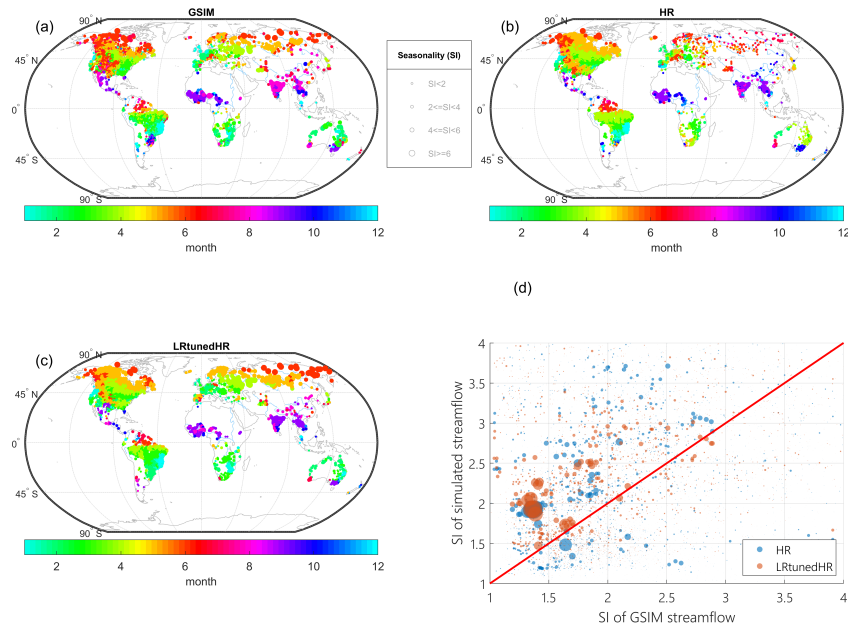 (a)
GSIM
90° N
45° N
0°
45° S
90° S
2 4 6 8 10 12
month
Seasonality (SI)
SI<2
2<=SI<4
4<=SI<6
SI>=6
(b)
HR
90° N
45° N
0°
45° S
90° S
2 4 6 8 10 12
month
(c)
LRtunedHR
90° N
45° N
0°
45° S
90° S
2 4 6 8 10 12
month
(d)
SI of simulated streamflow
4
3.5
3
2.5
2
1.5
1
1 1.5 2 2.5 3 3.5 4
SI of GSIM streamflow
HR
LRtunedHR